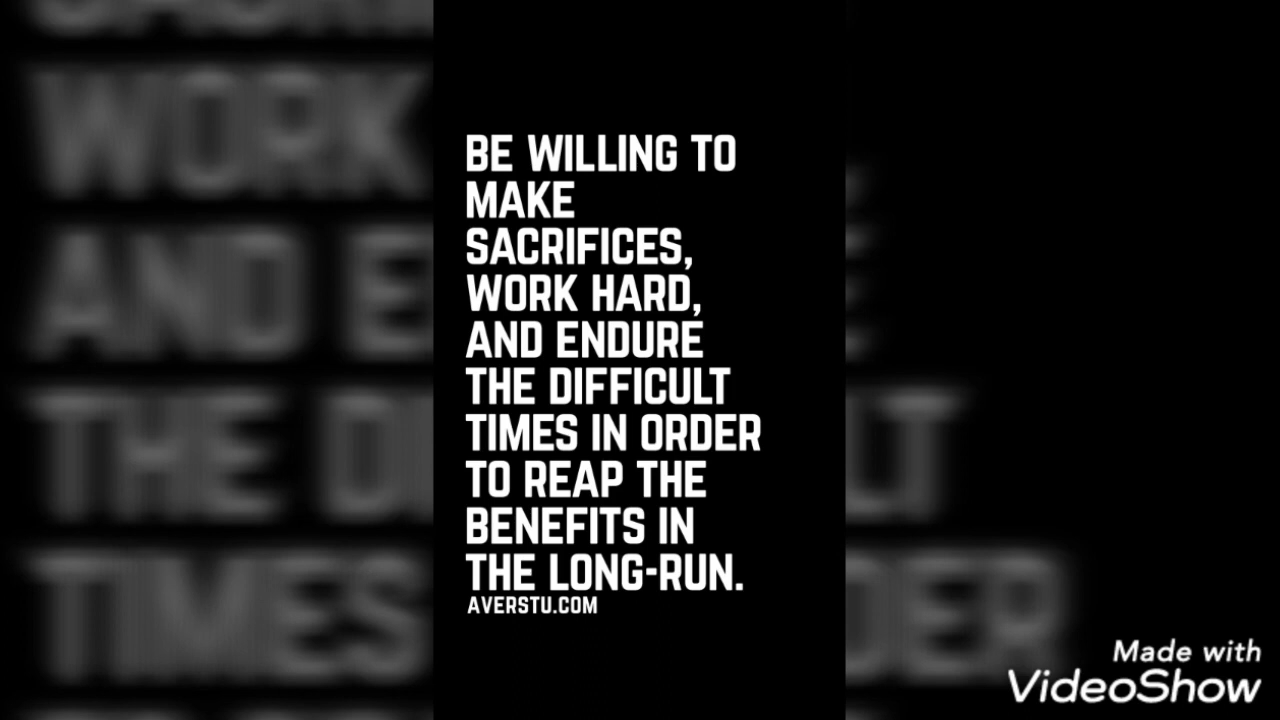 BE WILLING TO
MAKE
SACRIFICES,
WORK HARD,
AND ENDURE
THE DIFFICULT
TIMES IN ORDER
TO REAP THE
BENEFITS IN
THE LONG-RUN.
AVERSTU.COM
Made with
VideoShow